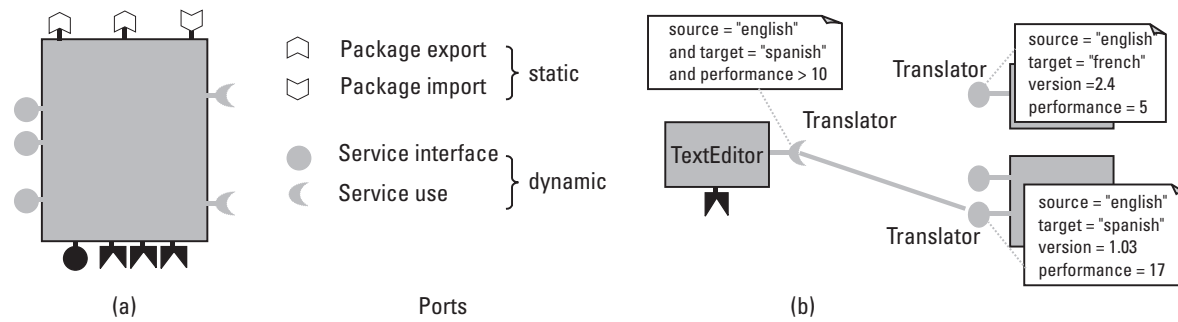 Package export
Package import
static
Service interface
Service use
dynamic
(a)
Ports
source = "english"
and target = "spanish"
and performance > 10
Translator
TextEditor
Translator
source = "english"
target = "french"
version =2.4
performance = 5
Translator
source = "english"
target = "spanish"
version = 1.03
performance = 17
(b)